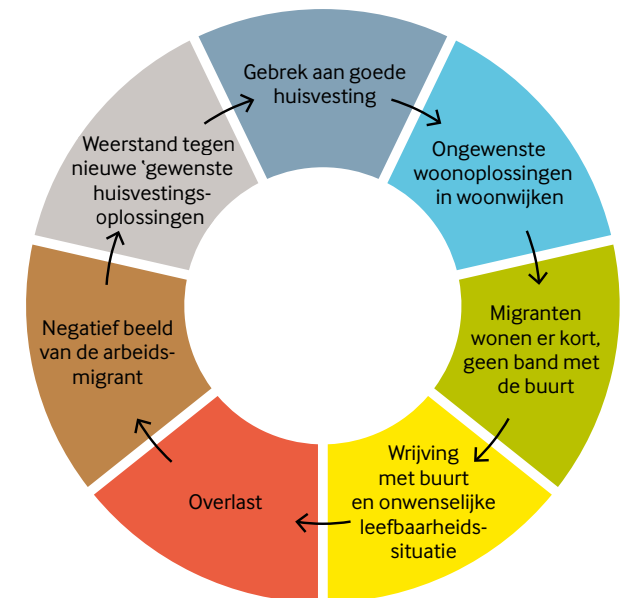 Gebrek aan goede
huisvesting
Ongewenste
woonoplossingen
in woonwijken
Migranten
wonen er kort,
geen band met
de buurt
Wrijving
met buurt
en onwenselijke
leefbaarheids-
situatie
Overlast
Negatief beeld
van de arbeids-
migrant
Weerstand tegen
nieuwe ‘gewenste
huisvestings-
oplossingen